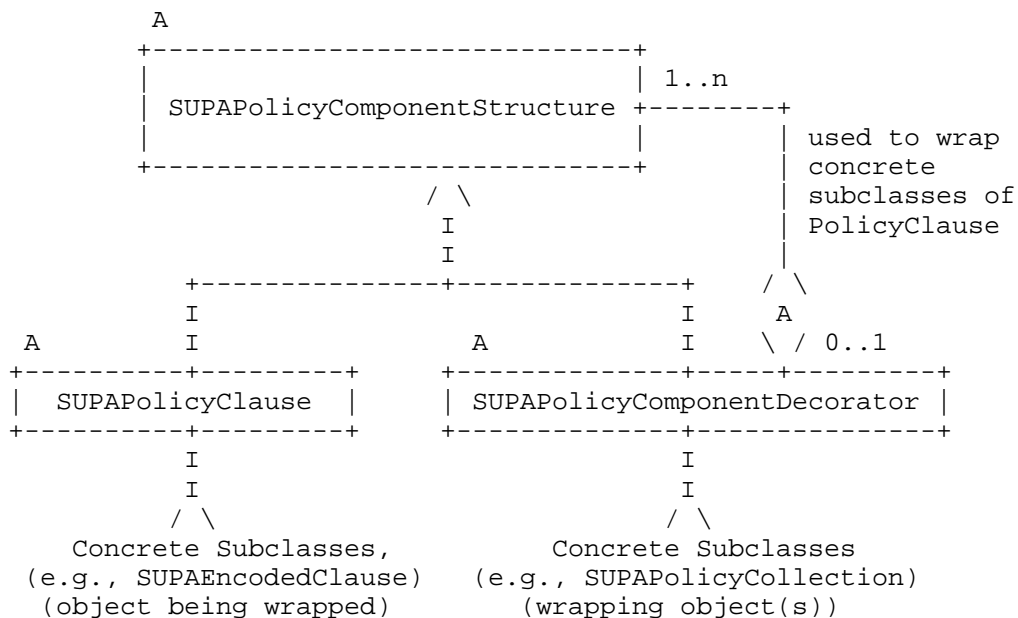 A
1..n
SUPAPolicyComponentStructure
used to wrap
concrete
subclasses of
PolicyClause
I
I
I I A
A I A I 0..1
SUPAPolicyClause SUPAPolicyComponentDecorator
I I
I I
Concrete Subclasses, Concrete Subclasses
(e.g., SUPAEncodedClause) (e.g., SUPAPolicyCollection)
(object being wrapped) (wrapping object(s))